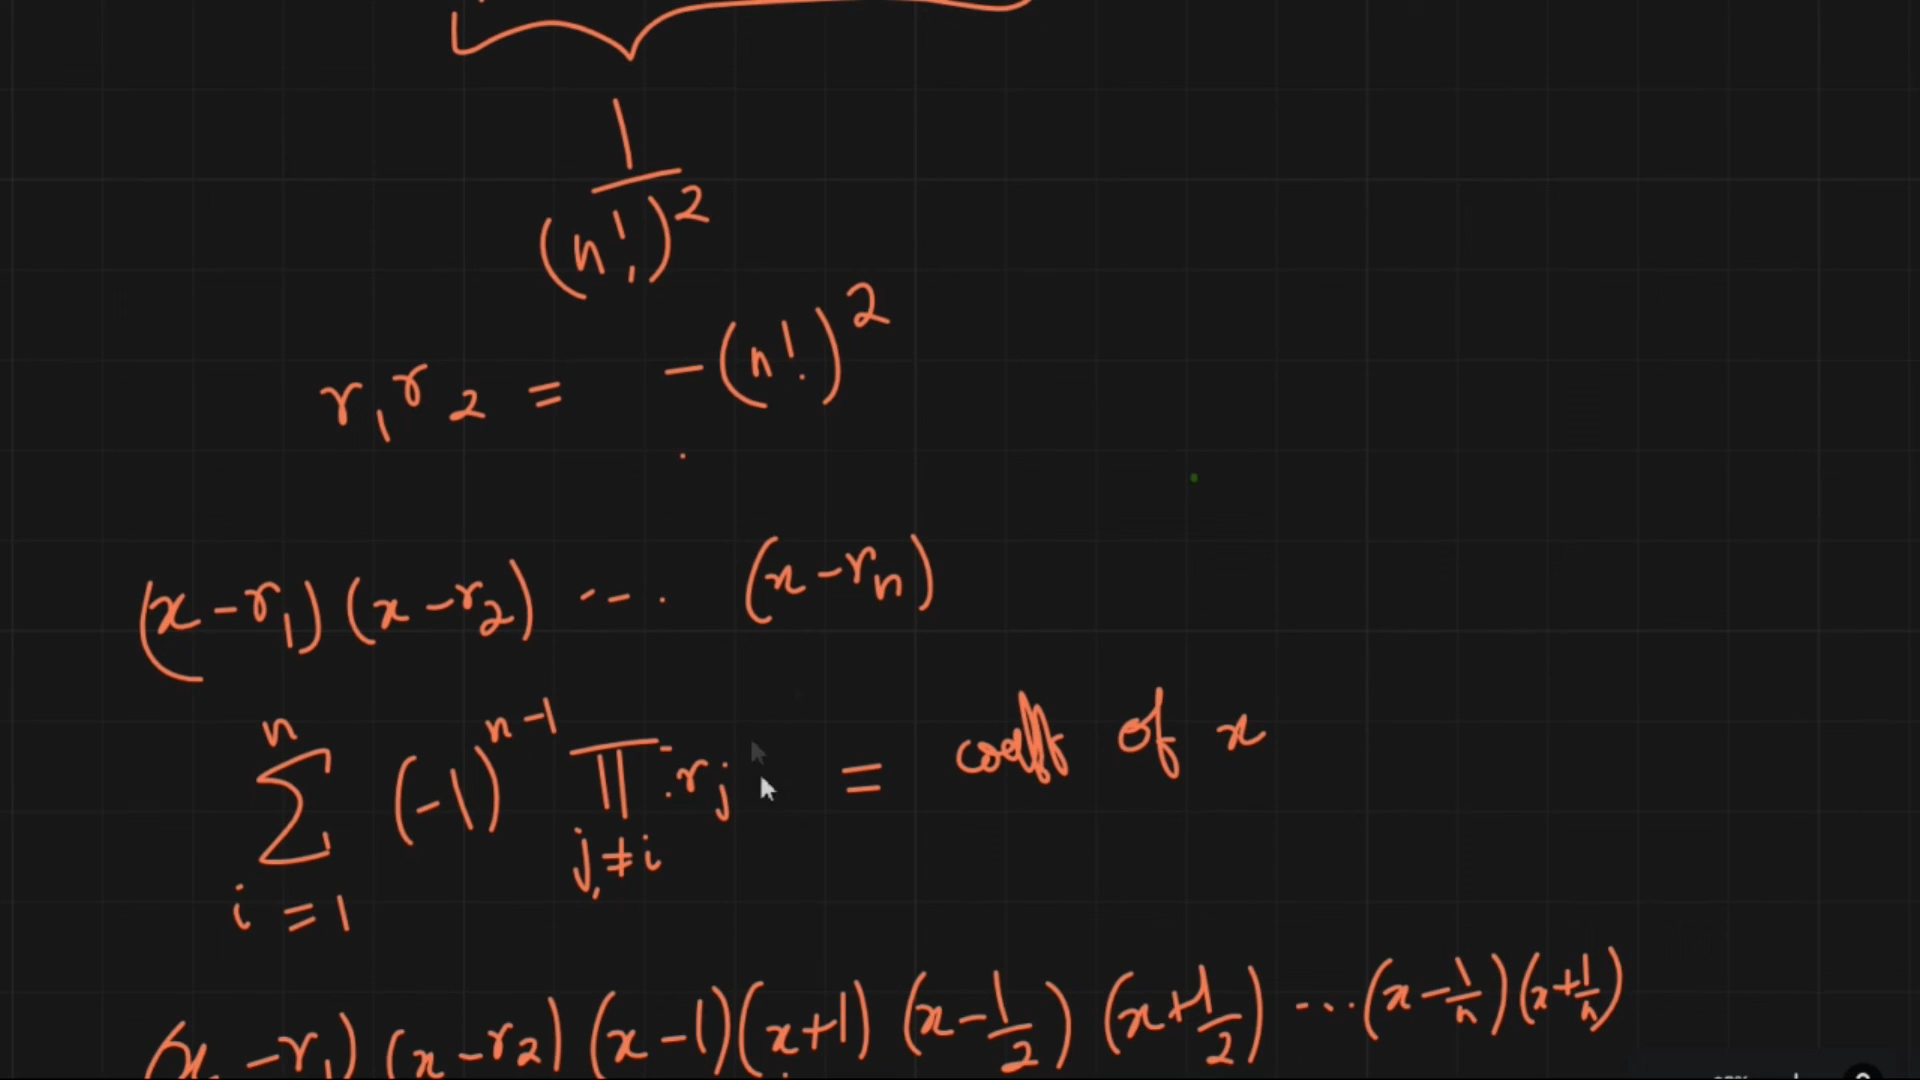 1
(n!)^2
r_1 r_2 = -(n!)^2
(x-r_1)(x-r_2) --. (x-r_n)
n
∑ (-1)^{n-1} ∏ r_j = coeff of x
i=1 j≠i
(x-r_1)(x-r_2)(x-1)(x+1)(x-1/2)(x+1/2) ...(x-1/n)(x+1/n)